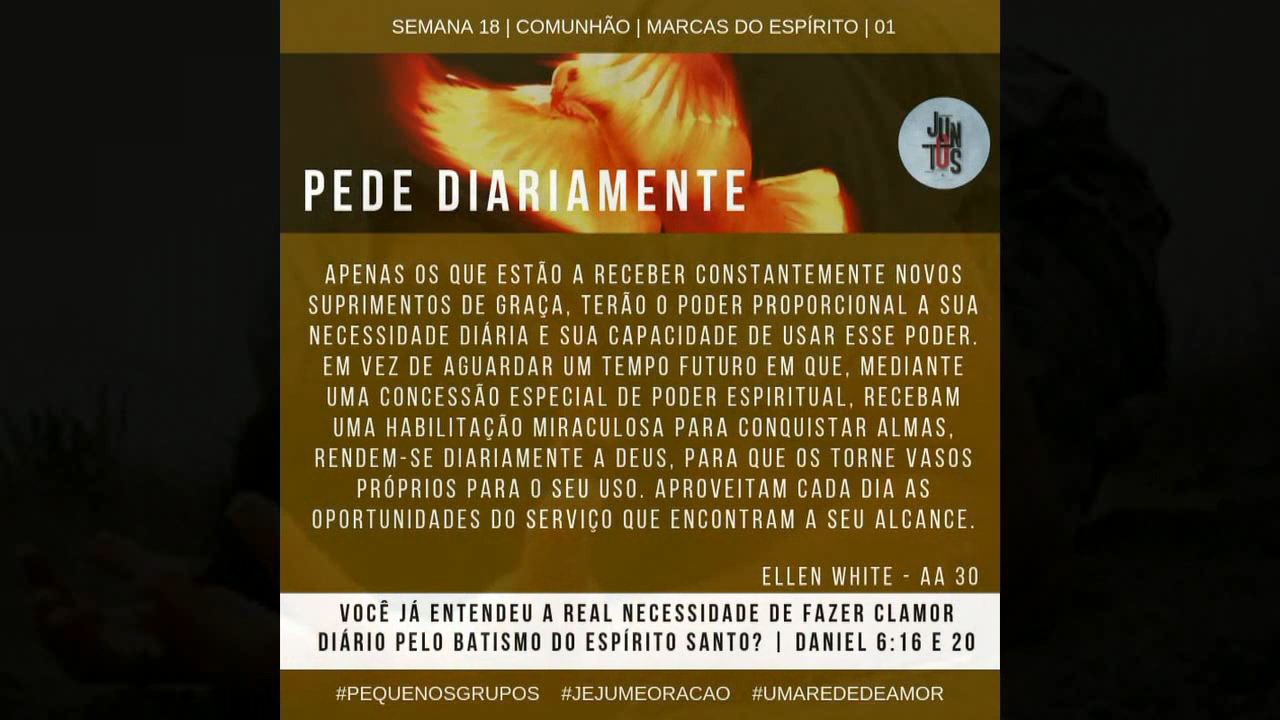 SEMANA 18 | COMUNHÃO | MARCAS DO ESPÍRITO | 01
JUNTOS
PEDE DIARIAMENTE
APENAS OS QUE ESTÃO A RECEBER CONSTANTEMENTE NOVOS
SUPRIMENTOS DE GRAÇA, TERÃO O PODER PROPORCIONAL A SUA
NECESSIDADE DIÁRIA E SUA CAPACIDADE DE USAR ESSE PODER.
EM VEZ DE AGUARDAR UM TEMPO FUTURO EM QUE, MEDIANTE
UMA CONCESSÃO ESPECIAL DE PODER ESPIRITUAL, RECEBAM
UMA HABILITAÇÃO MIRACULOSA PARA CONQUISTAR ALMAS,
RENDEM-SE DIARIAMENTE A DEUS, PARA QUE OS TORNE VASOS
PRÓPRIOS PARA O SEU USO. APROVEITAM CADA DIA AS
OPORTUNIDADES DO SERVIÇO QUE ENCONTRAM A SEU ALCANCE.
ELLEN WHITE - AA 30
VOCÊ JÁ ENTENDEU A REAL NECESSIDADE DE FAZER CLAMOR
DIÁRIO PELO BATISMO DO ESPÍRITO SANTO? | DANIEL 6:16 E 20
#PEQUENOSGRUPOS #JEJUMEORACAO #UMAREDEDEAMOR